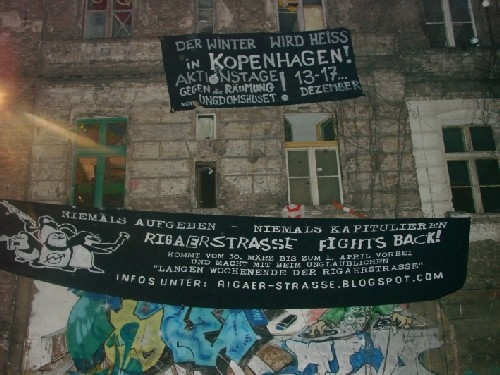 DER WINTER WIRD HEISS
in KOPENHAGEN!
AKTIONSTAGE! 13-17...
GEGEN die RÄUMUNG DEZEMBER
UNGDOMSHUSET.
NIEMALS AUFGEBEN - NIEMALS KAPITULIEREN
RIGAERSTRASSE FIGHTS BACK!
KOMMT VOM 30. MÄRZ BIS ZUM 2. APRIL VORBEI
UND MACHT MIT BEIM UNGLAUBLICHEN
"LANGEN WOCHENENDE DER RIGAERSTRASSE"
INFOS UNTER: RIGAER-STRASSE.BLOGSPOT.COM